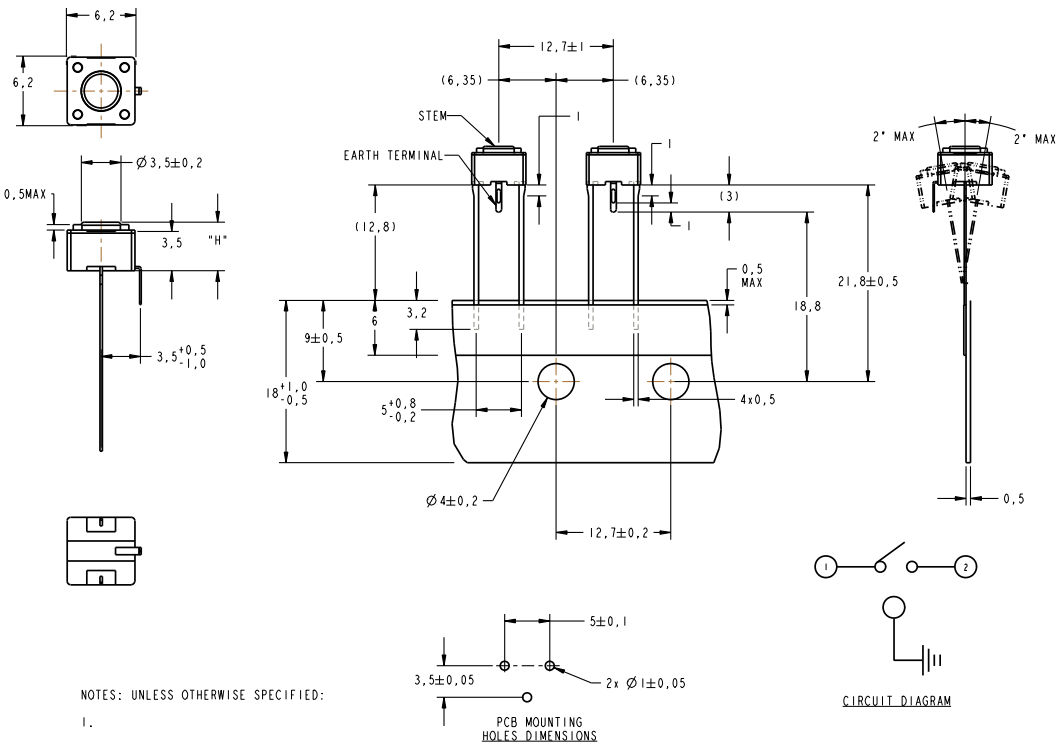 6,2
6,2
Ø3,5±0,2
0,5MAX
3,5
"H"
3,5 +0,5 -1,0
12,7±1
(6,35)
(6,35)
STEM
1
EARTH TERMINAL
1
(3)
1
(12,8)
0,5
MAX
18,8
21,8±0,5
3,2
6
9±0,5
18 +1,0 -0,5
5 +0,8 -0,2
4x0,5
Ø4±0,2
12,7±0,2
2° MAX
2° MAX
0,5
1
2
CIRCUIT DIAGRAM
5±0,1
3,5±0,05
2x Ø1±0,05
PCB MOUNTING
HOLES DIMENSIONS
NOTES: UNLESS OTHERWISE SPECIFIED:
1.